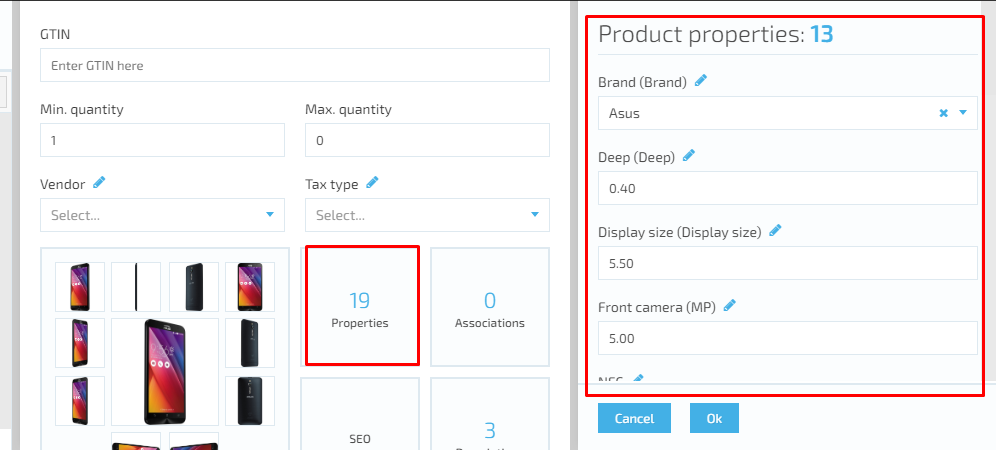 GTIN
Enter GTIN here
Min. quantity
Max. quantity
1
0
Vendor
Tax type
Select...
Select...
19
Properties
0
Associations
SEO
3
Product properties: 13
Brand (Brand)
Asus
Deep (Deep)
0.40
Display size (Display size)
5.50
Front camera (MP)
5.00
Cancel
Ok